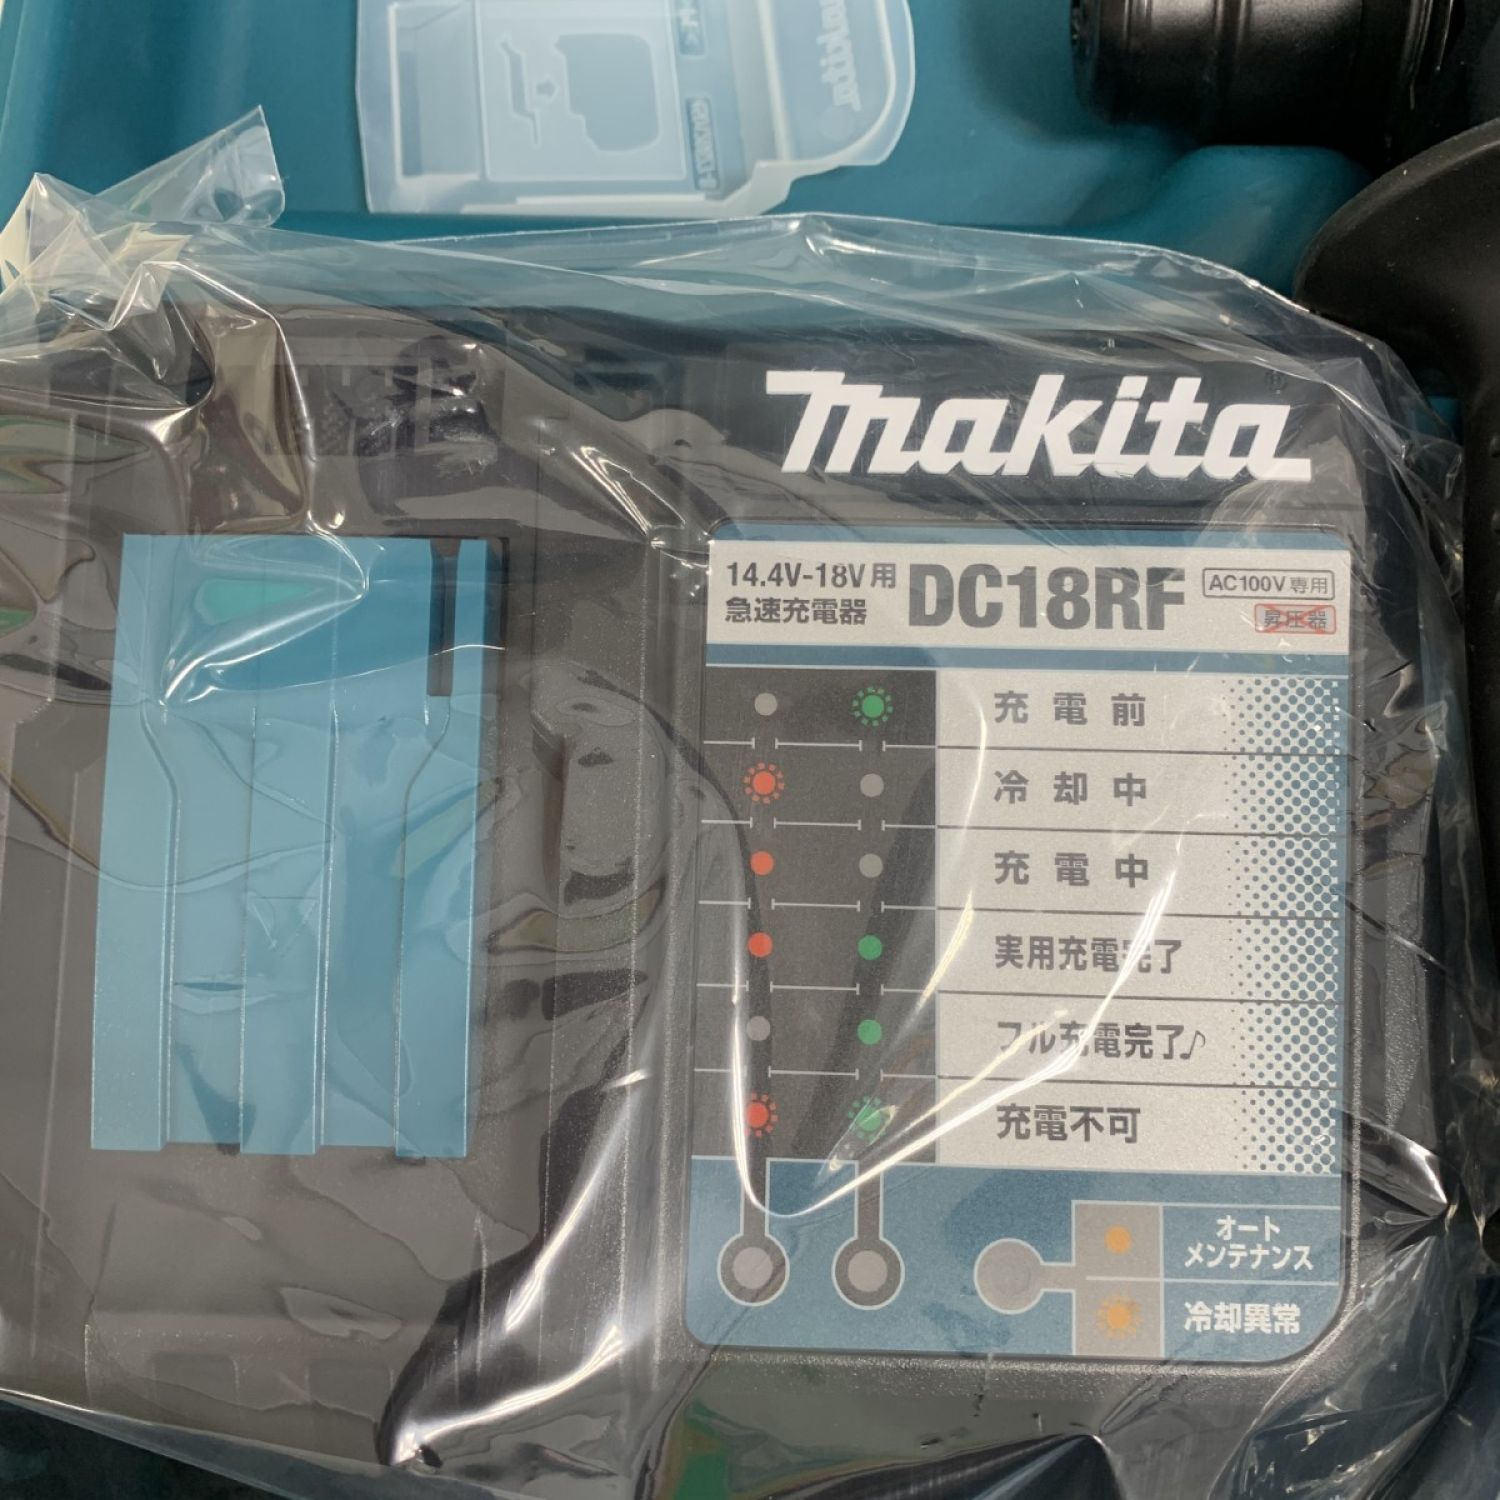 makita
makita
14.4V-18V用
急速充電器
DC18RF
AC100V専用
昇圧器
充電前
冷却中
充電中
実用充電完了
フル充電完了♪
充電不可
オート
メンテナンス
冷却異常